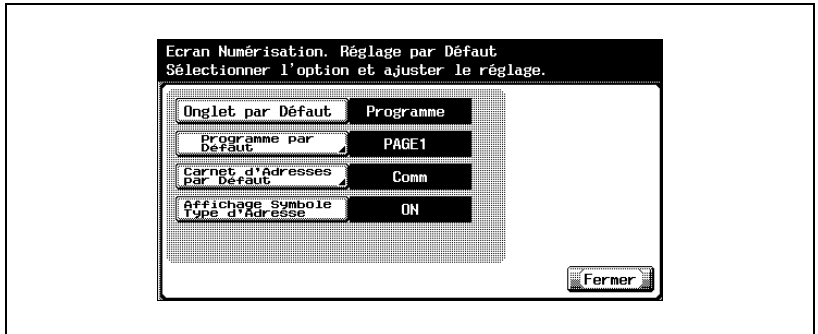 Ecran Numérisation. Réglage par Défaut
Sélectionner l'option et ajuster le réglage.
Onglet par Défaut Programme
Programme par
Défaut PAGE1
Carnet d'Adresses
par Défaut Comm
Affichage Symbole
Type d'Adresse ON
Fermer